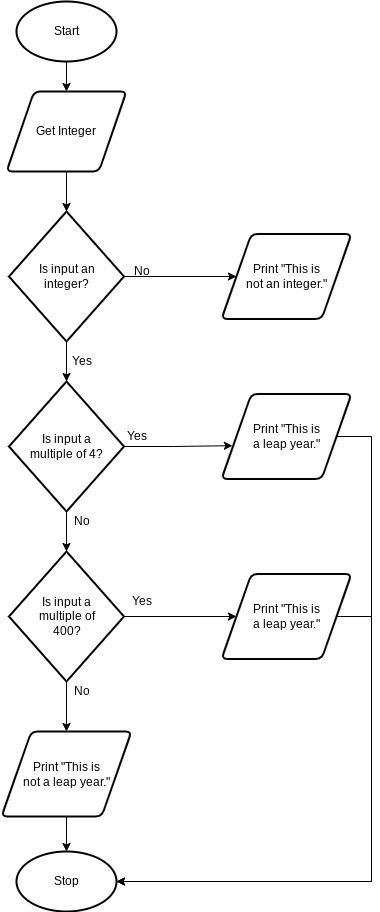 Start
Get Integer
Is input an
integer?
No
Print "This is
not an integer."
Yes
Is input a
multiple of 4?
Yes
Print "This is
a leap year."
No
Is input a
multiple of
400?
Yes
Print "This is
a leap year."
No
Print "This is
not a leap year."
Stop